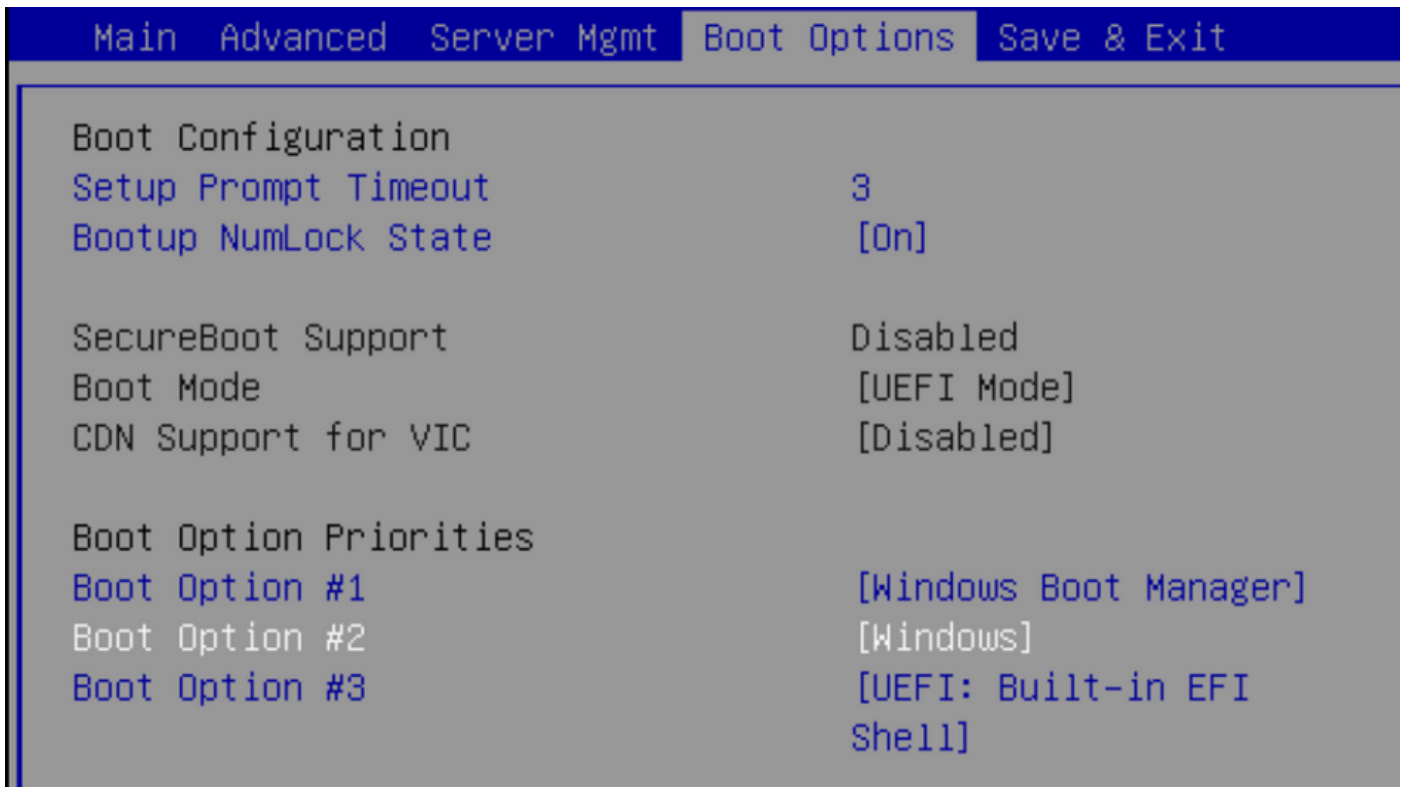 Main Advanced Server Mgmt Boot Options Save & Exit
Boot Configuration
Setup Prompt Timeout 3
Bootup NumLock State [On]
SecureBoot Support Disabled
Boot Mode [UEFI Mode]
CDN Support for VIC [Disabled]
Boot Option Priorities
Boot Option #1 [Windows Boot Manager]
Boot Option #2 [Windows]
Boot Option #3 [UEFI: Built-in EFI
Shell]